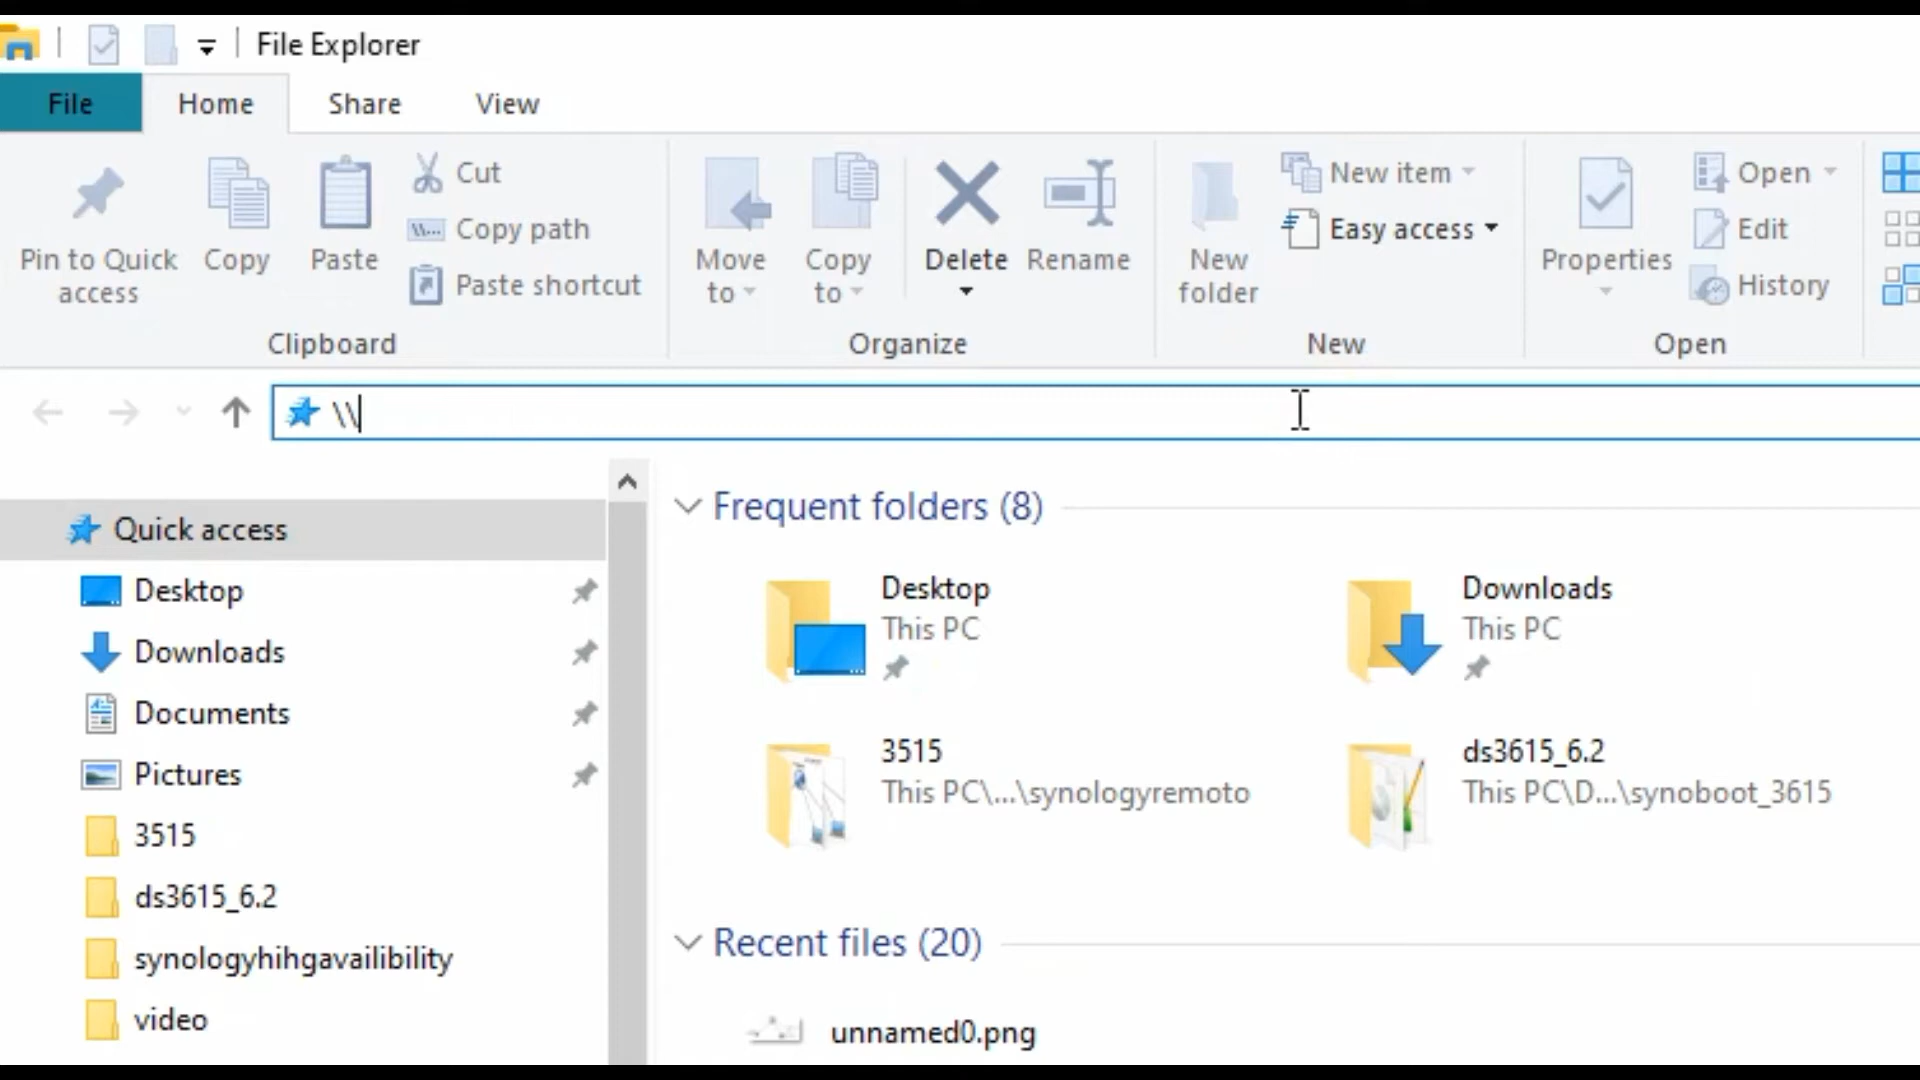 File Explorer
File Home Share View
Pin to Quick access
Copy
Paste
Cut
Copy path
Paste shortcut
Clipboard
Move to
Copy to
Delete
Rename
Organize
New folder
New item
Easy access
New
Properties
Open
Edit
History
Open
\\
Quick access
Desktop
Downloads
Documents
Pictures
3515
ds3615_6.2
synologyhihgavailibility
video
Frequent folders (8)
Desktop
This PC
Downloads
This PC
3515
This PC\...\synologyremoto
ds3615_6.2
This PC\D...\synoboot_3615
Recent files (20)
unnamed0.png